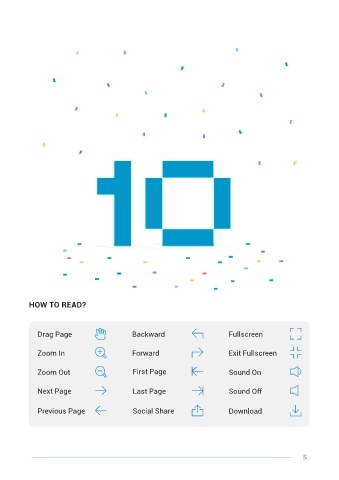 10
HOW TO READ?
Drag Page Backward Fullscreen
Zoom In Forward Exit Fullscreen
Zoom Out First Page Sound On
Next Page Last Page Sound Off
Previous Page Social Share Download
5